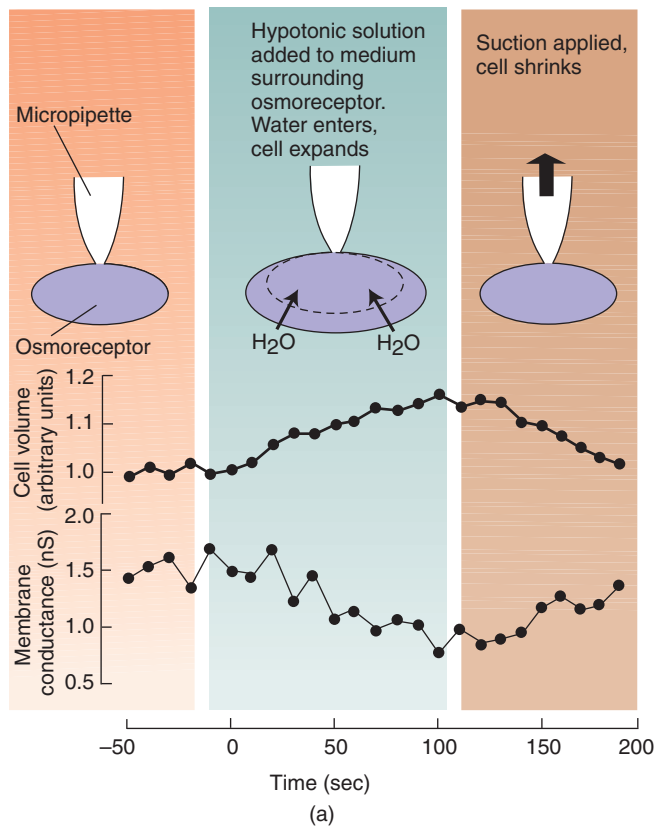 Hypotonic solution
added to medium
surrounding
osmoreceptor.
Water enters,
cell expands
Suction applied,
cell shrinks
Micropipette
Osmoreceptor
H2O
H2O
Cell volume
(arbitrary units)
1.2
1.1
1.0
Membrane
conductance (nS)
2.0
1.5
1.0
0.5
–50
0
50
100
150
200
Time (sec)
(a)